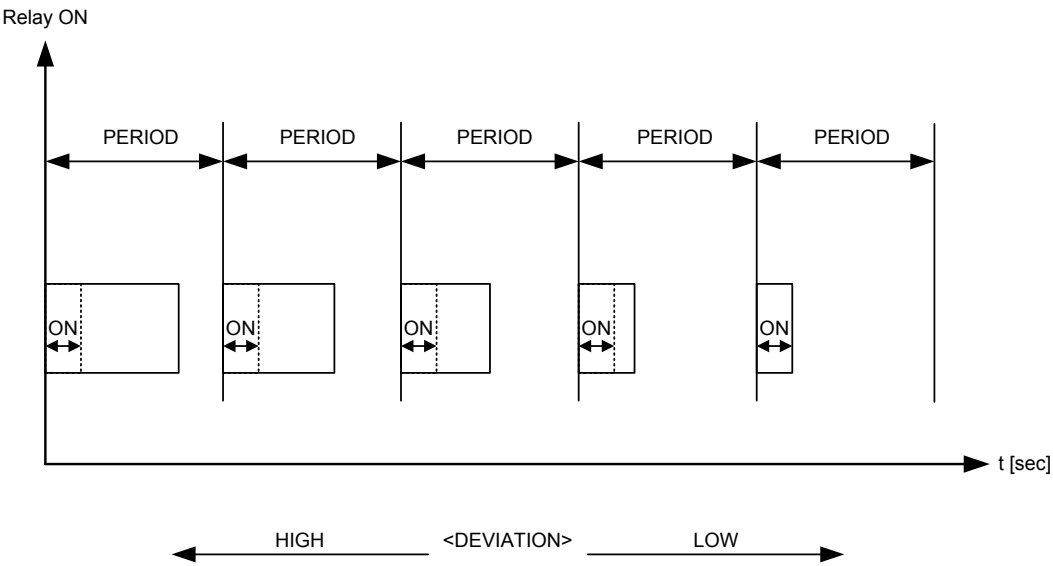 Relay ON
PERIOD PERIOD PERIOD PERIOD PERIOD
ON ON ON ON ON
t [sec]
HIGH <DEVIATION> LOW